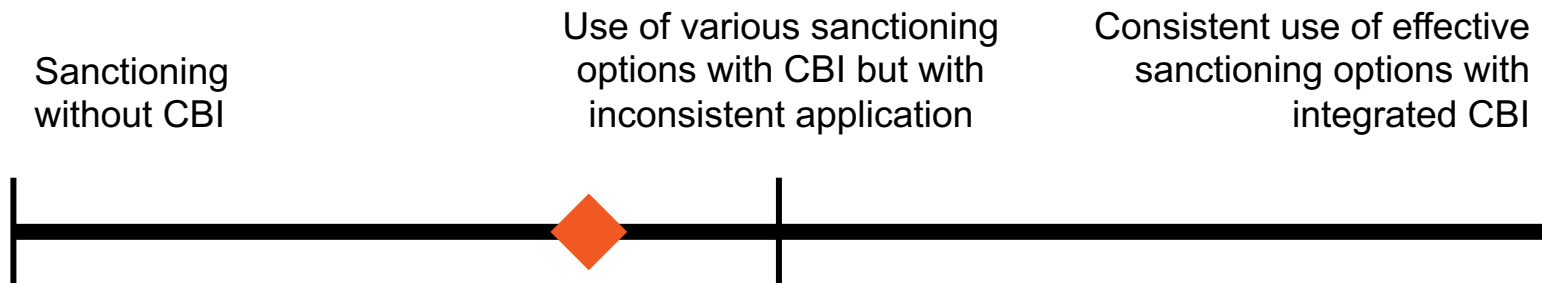 Sanctioning
without CBI
Use of various sanctioning
options with CBI but with
inconsistent application
Consistent use of effective
sanctioning options with
integrated CBI